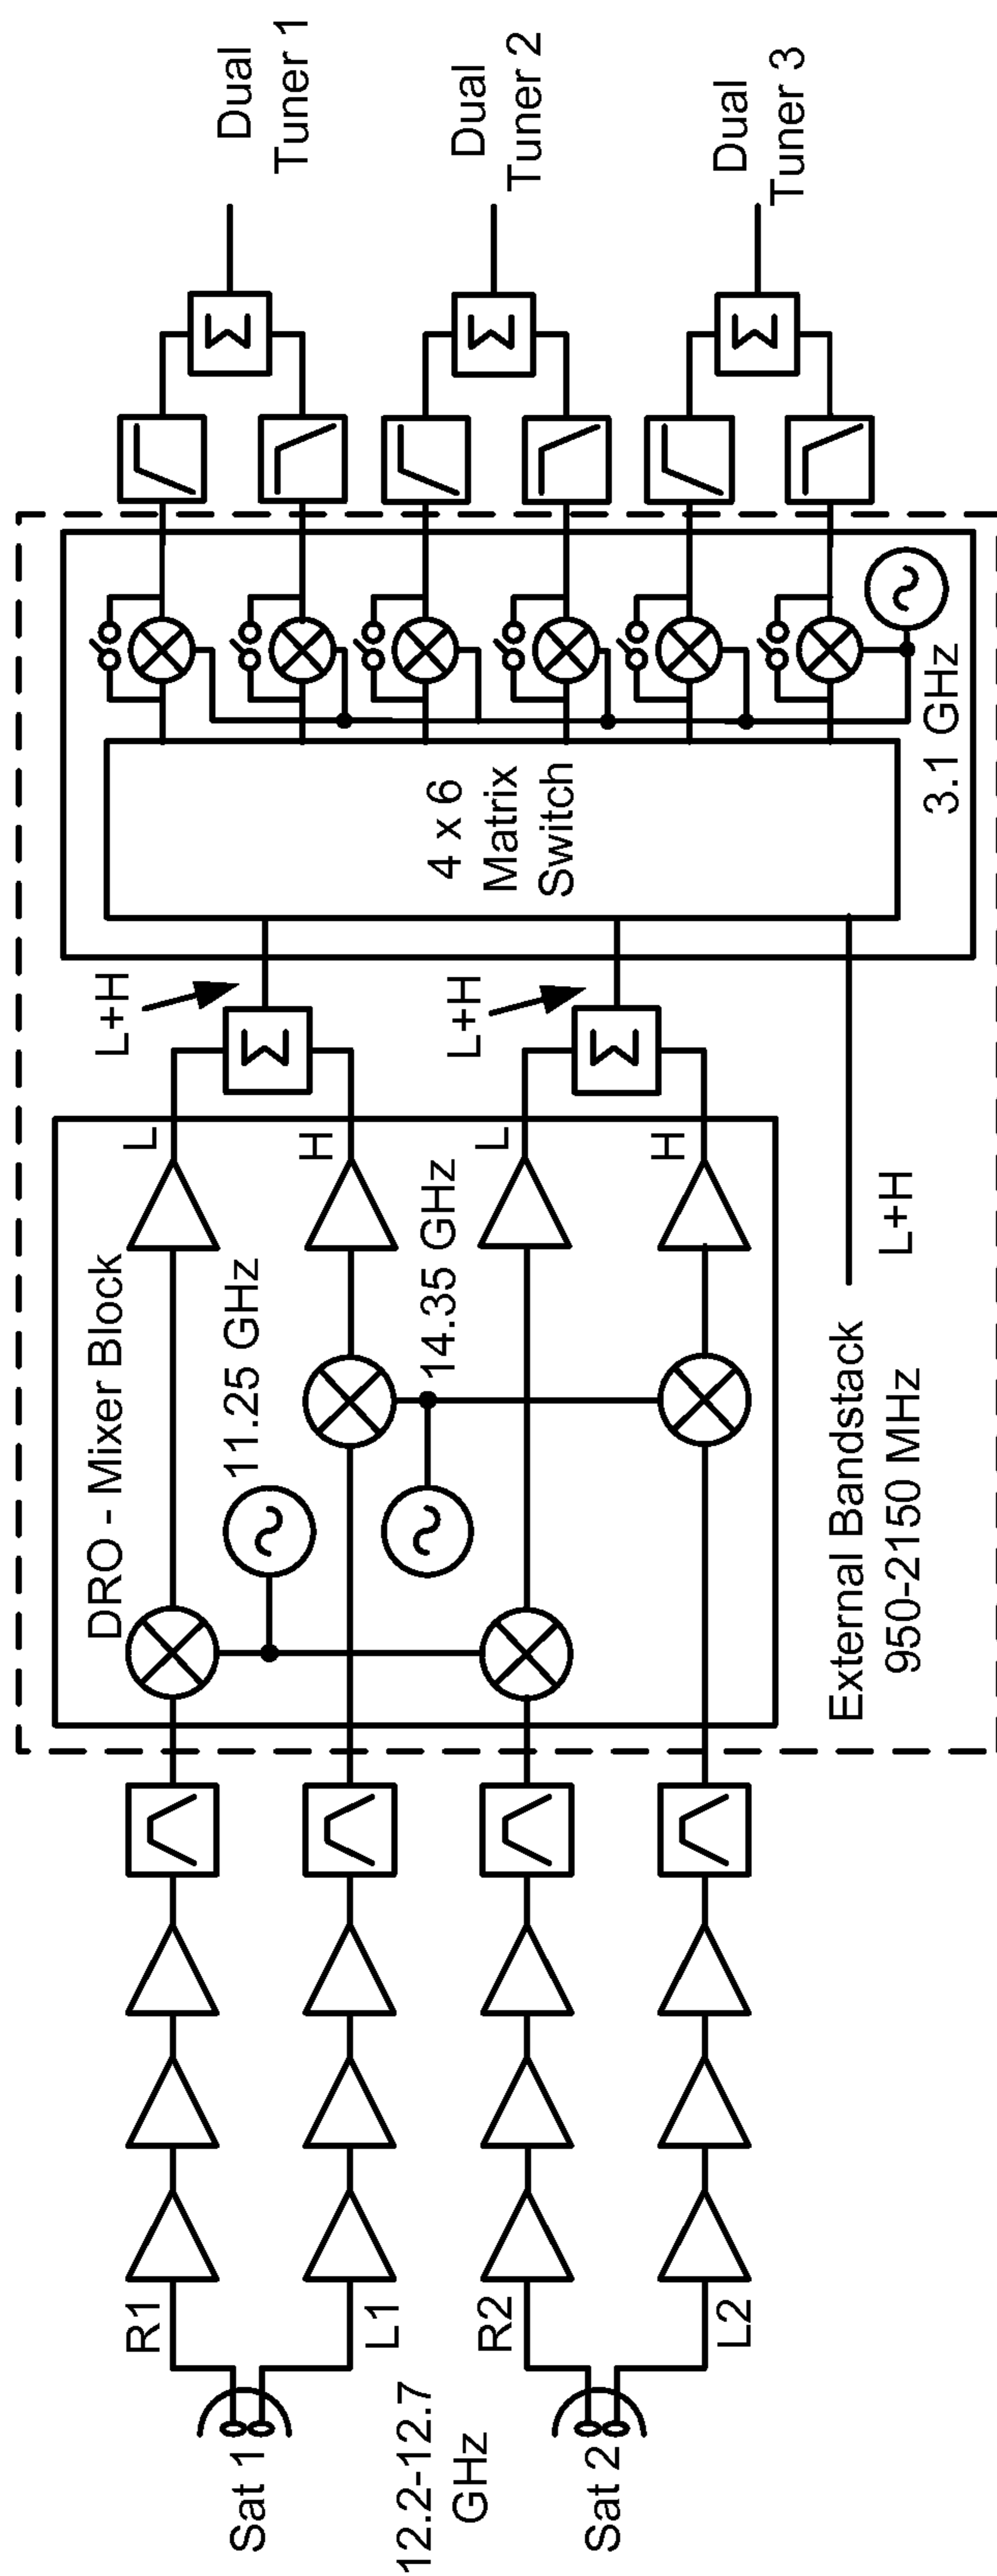 Sat 1
R1
L1
12.2-12.7
GHz
Sat 2
R2
L2
DRO - Mixer Block
11.25 GHz
14.35 GHz
L
H
L
H
L+H
L+H
External Bandstack
950-2150 MHz
L+H
4 x 6
Matrix
Switch
3.1 GHz
Σ
Σ
Σ
Σ
Σ
Dual
Tuner 1
Dual
Tuner 2
Dual
Tuner 3